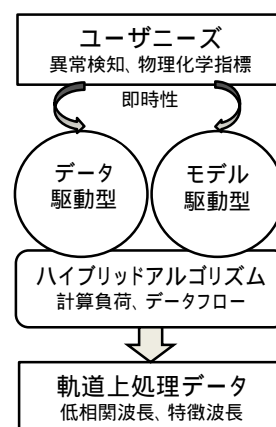 ユーザニーズ
異常検知、物理化学指標
即時性
データ
駆動型
モデル
駆動型
ハイブリッドアルゴリズム
計算負荷、データフロー
軌道上処理データ
低相関波長、特徴波長